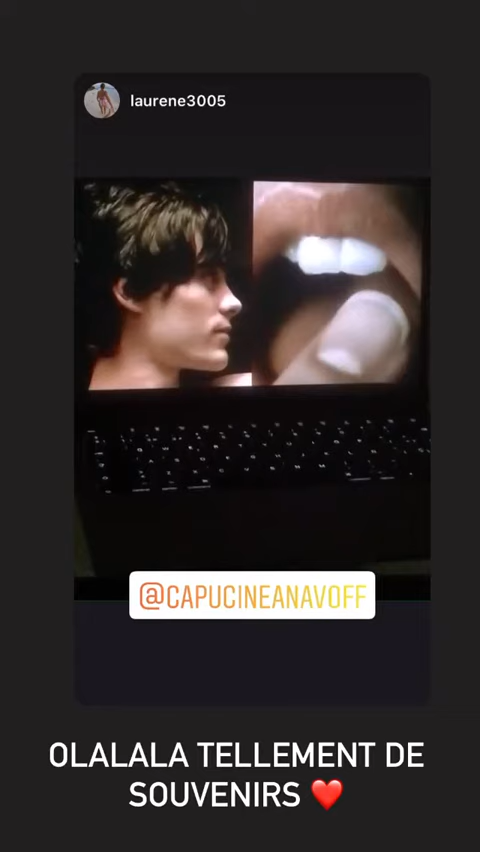 laurene3005
@CAPUCINEANAVOFF
OLALALA TELLEMENT DE
SOUVENIRS ❤️